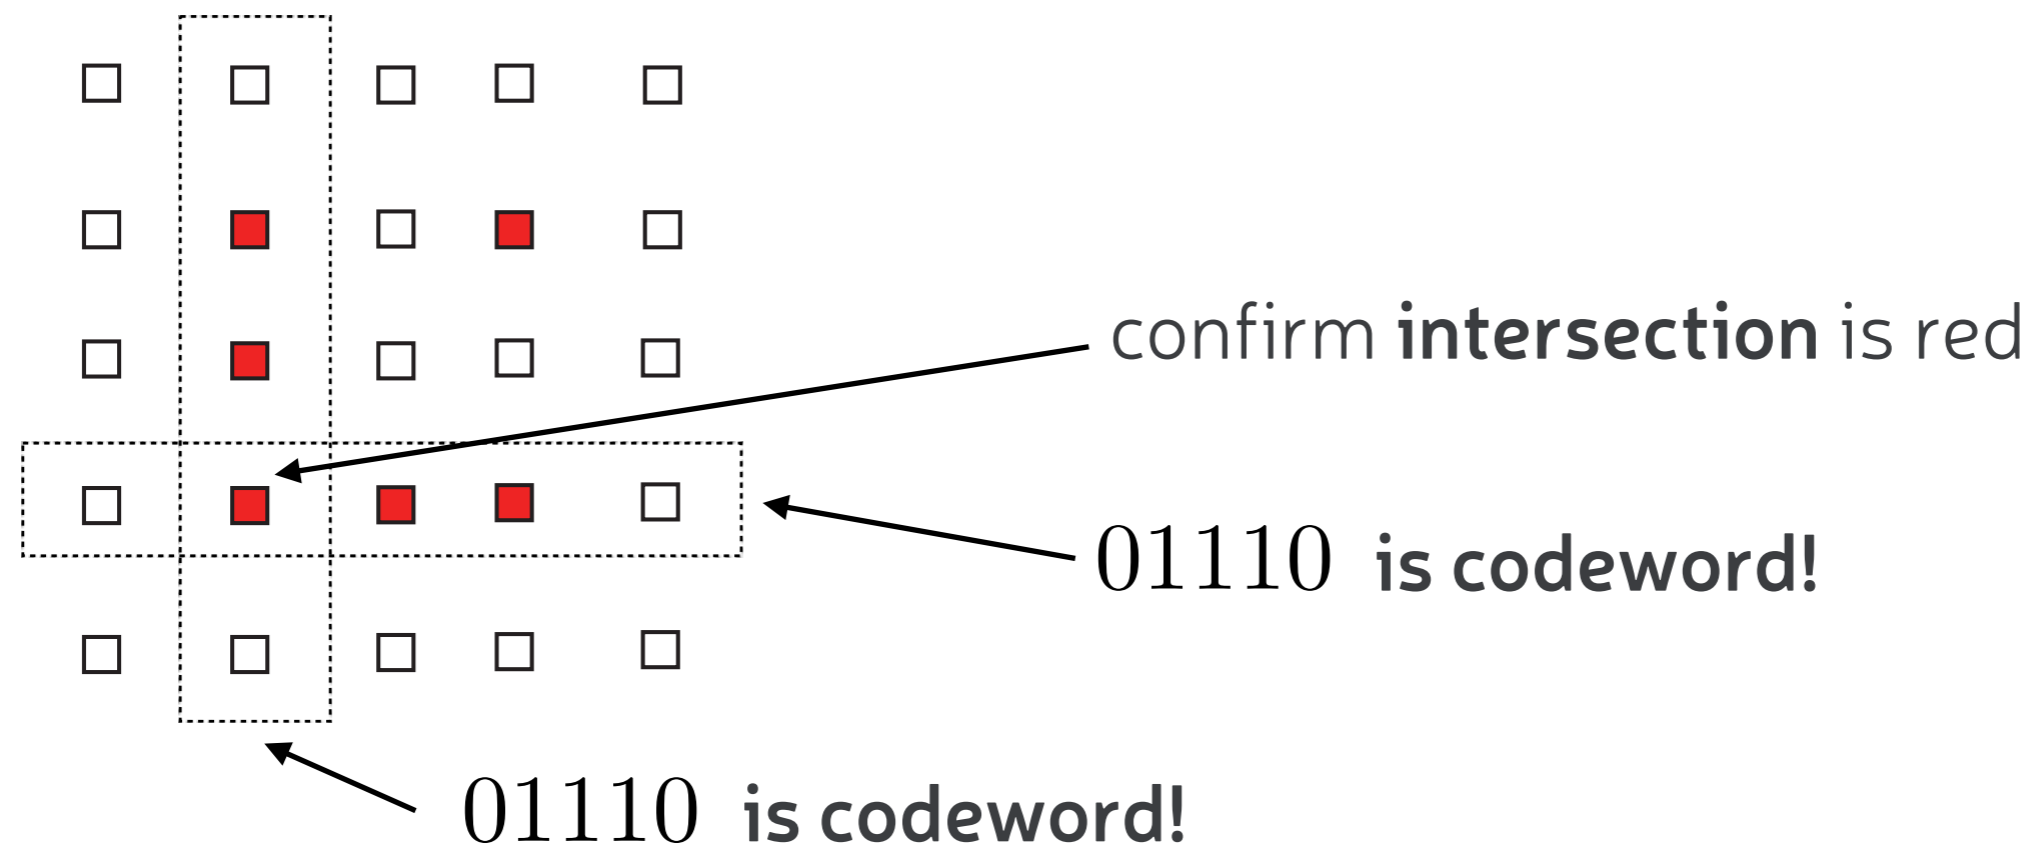 confirm intersection is red
01110 is codeword!
01110 is codeword!